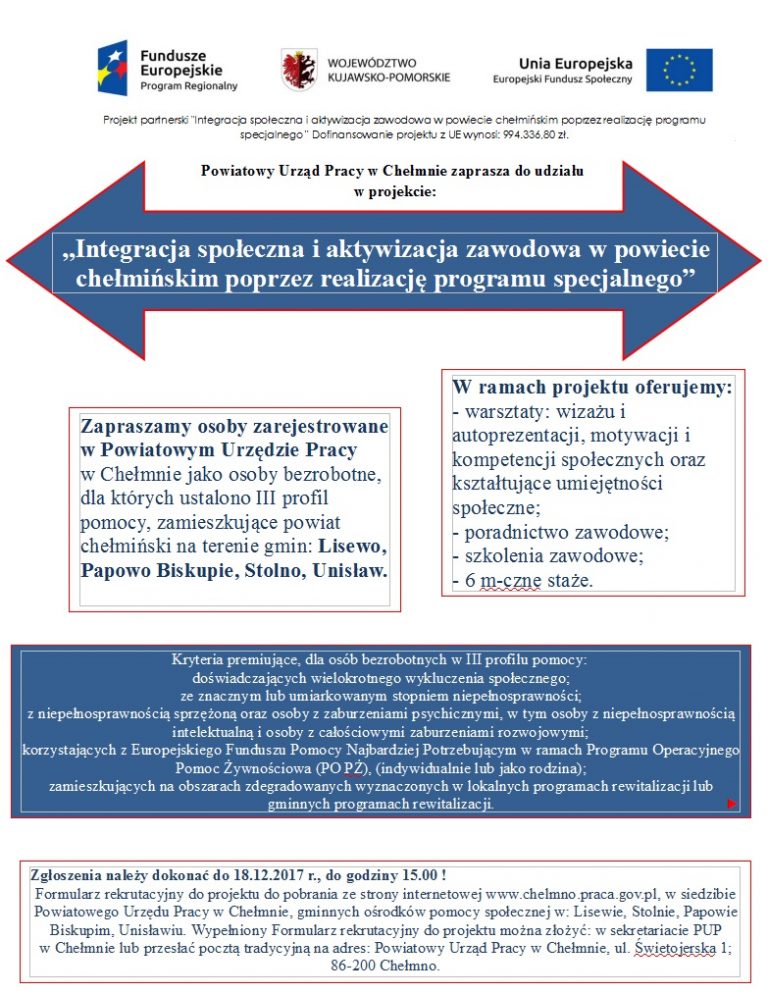 Fundusze
Europejskie
Program Regionalny
WOJEWÓDZTWO
KUJAWSKO-POMORSKIE
Unia Europejska
Europejski Fundusz Społeczny
Projekt partnerski "Integracja społeczna i aktywizacja zawodowa w powiecie chełmińskim poprzez realizację programu
specjalnego" Dofinansowanie projektu z UE wynosi: 994.336,80 zł.
Powiatowy Urząd Pracy w Chełmnie zaprasza do udziału
w projekcie:
„Integracja społeczna i aktywizacja zawodowa w powiecie
chełmińskim poprzez realizację programu specjalnego”
Zapraszamy osoby zarejestrowane
w Powiatowym Urzędzie Pracy
w Chełmnie jako osoby bezrobotne,
dla których ustalono III profil
pomocy, zamieszkujące powiat
chełmiński na terenie gmin: Lisewo,
Papowo Biskupie, Stolno, Unisław.
W ramach projektu oferujemy:
- warsztaty: wizażu i
autoprezentacji, motywacji i
kompetencji społecznych oraz
kształtujące umiejętności
społeczne;
- poradnictwo zawodowe;
- szkolenia zawodowe;
- 6 m-czne staże.
Kryteria premiujące, dla osób bezrobotnych w III profilu pomocy:
doświadczających wielokrotnego wykluczenia społecznego;
ze znacznym lub umiarkowanym stopniem niepełnosprawności;
z niepełnosprawnością sprzężoną oraz osoby z zaburzeniami psychicznymi, w tym osoby z niepełnosprawnością
intelektualną i osoby z całościowymi zaburzeniami rozwojowymi;
korzystających z Europejskiego Funduszu Pomocy Najbardziej Potrzebującym w ramach Programu Operacyjnego
Pomoc Żywnościowa (PO PŻ), (indywidualnie lub jako rodzina);
zamieszkujących na obszarach zdegradowanych wyznaczonych w lokalnych programach rewitalizacji lub
gminnych programach rewitalizacji.
Zgłoszenia należy dokonać do 18.12.2017 r., do godziny 15.00 !
Formularz rekrutacyjny do projektu do pobrania ze strony internetowej www.chelmno.praca.gov.pl, w siedzibie
Powiatowego Urzędu Pracy w Chełmnie, gminnych ośrodków pomocy społecznej w: Lisewie, Stolnie, Papowie
Biskupim, Unisławiu. Wypełniony Formularz rekrutacyjny do projektu można złożyć: w sekretariacie PUP
w Chełmnie lub przesłać pocztą tradycyjną na adres: Powiatowy Urząd Pracy w Chełmnie, ul. Świętojerska 1;
86-200 Chełmno.